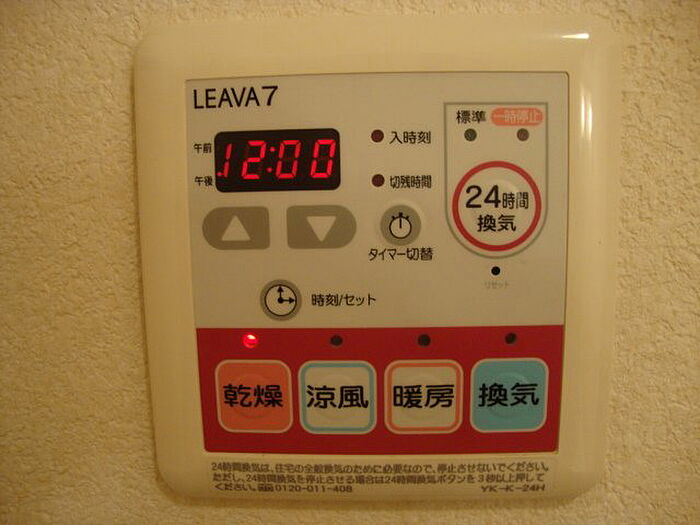 LEAVA 7
標準 一時停止
午前
午後
12:00
入時刻
切残時間
24時間
換気
タイマー切替
リセット
時刻/セット
乾燥 涼風 暖房 換気
24時間換気は、住宅の全般換気のために必要なので、停止させないでください。
ただし、24時間換気を停止させる場合は24時間換気ボタンを3秒以上押して
ください。 0120-011-408 YK-K-24H